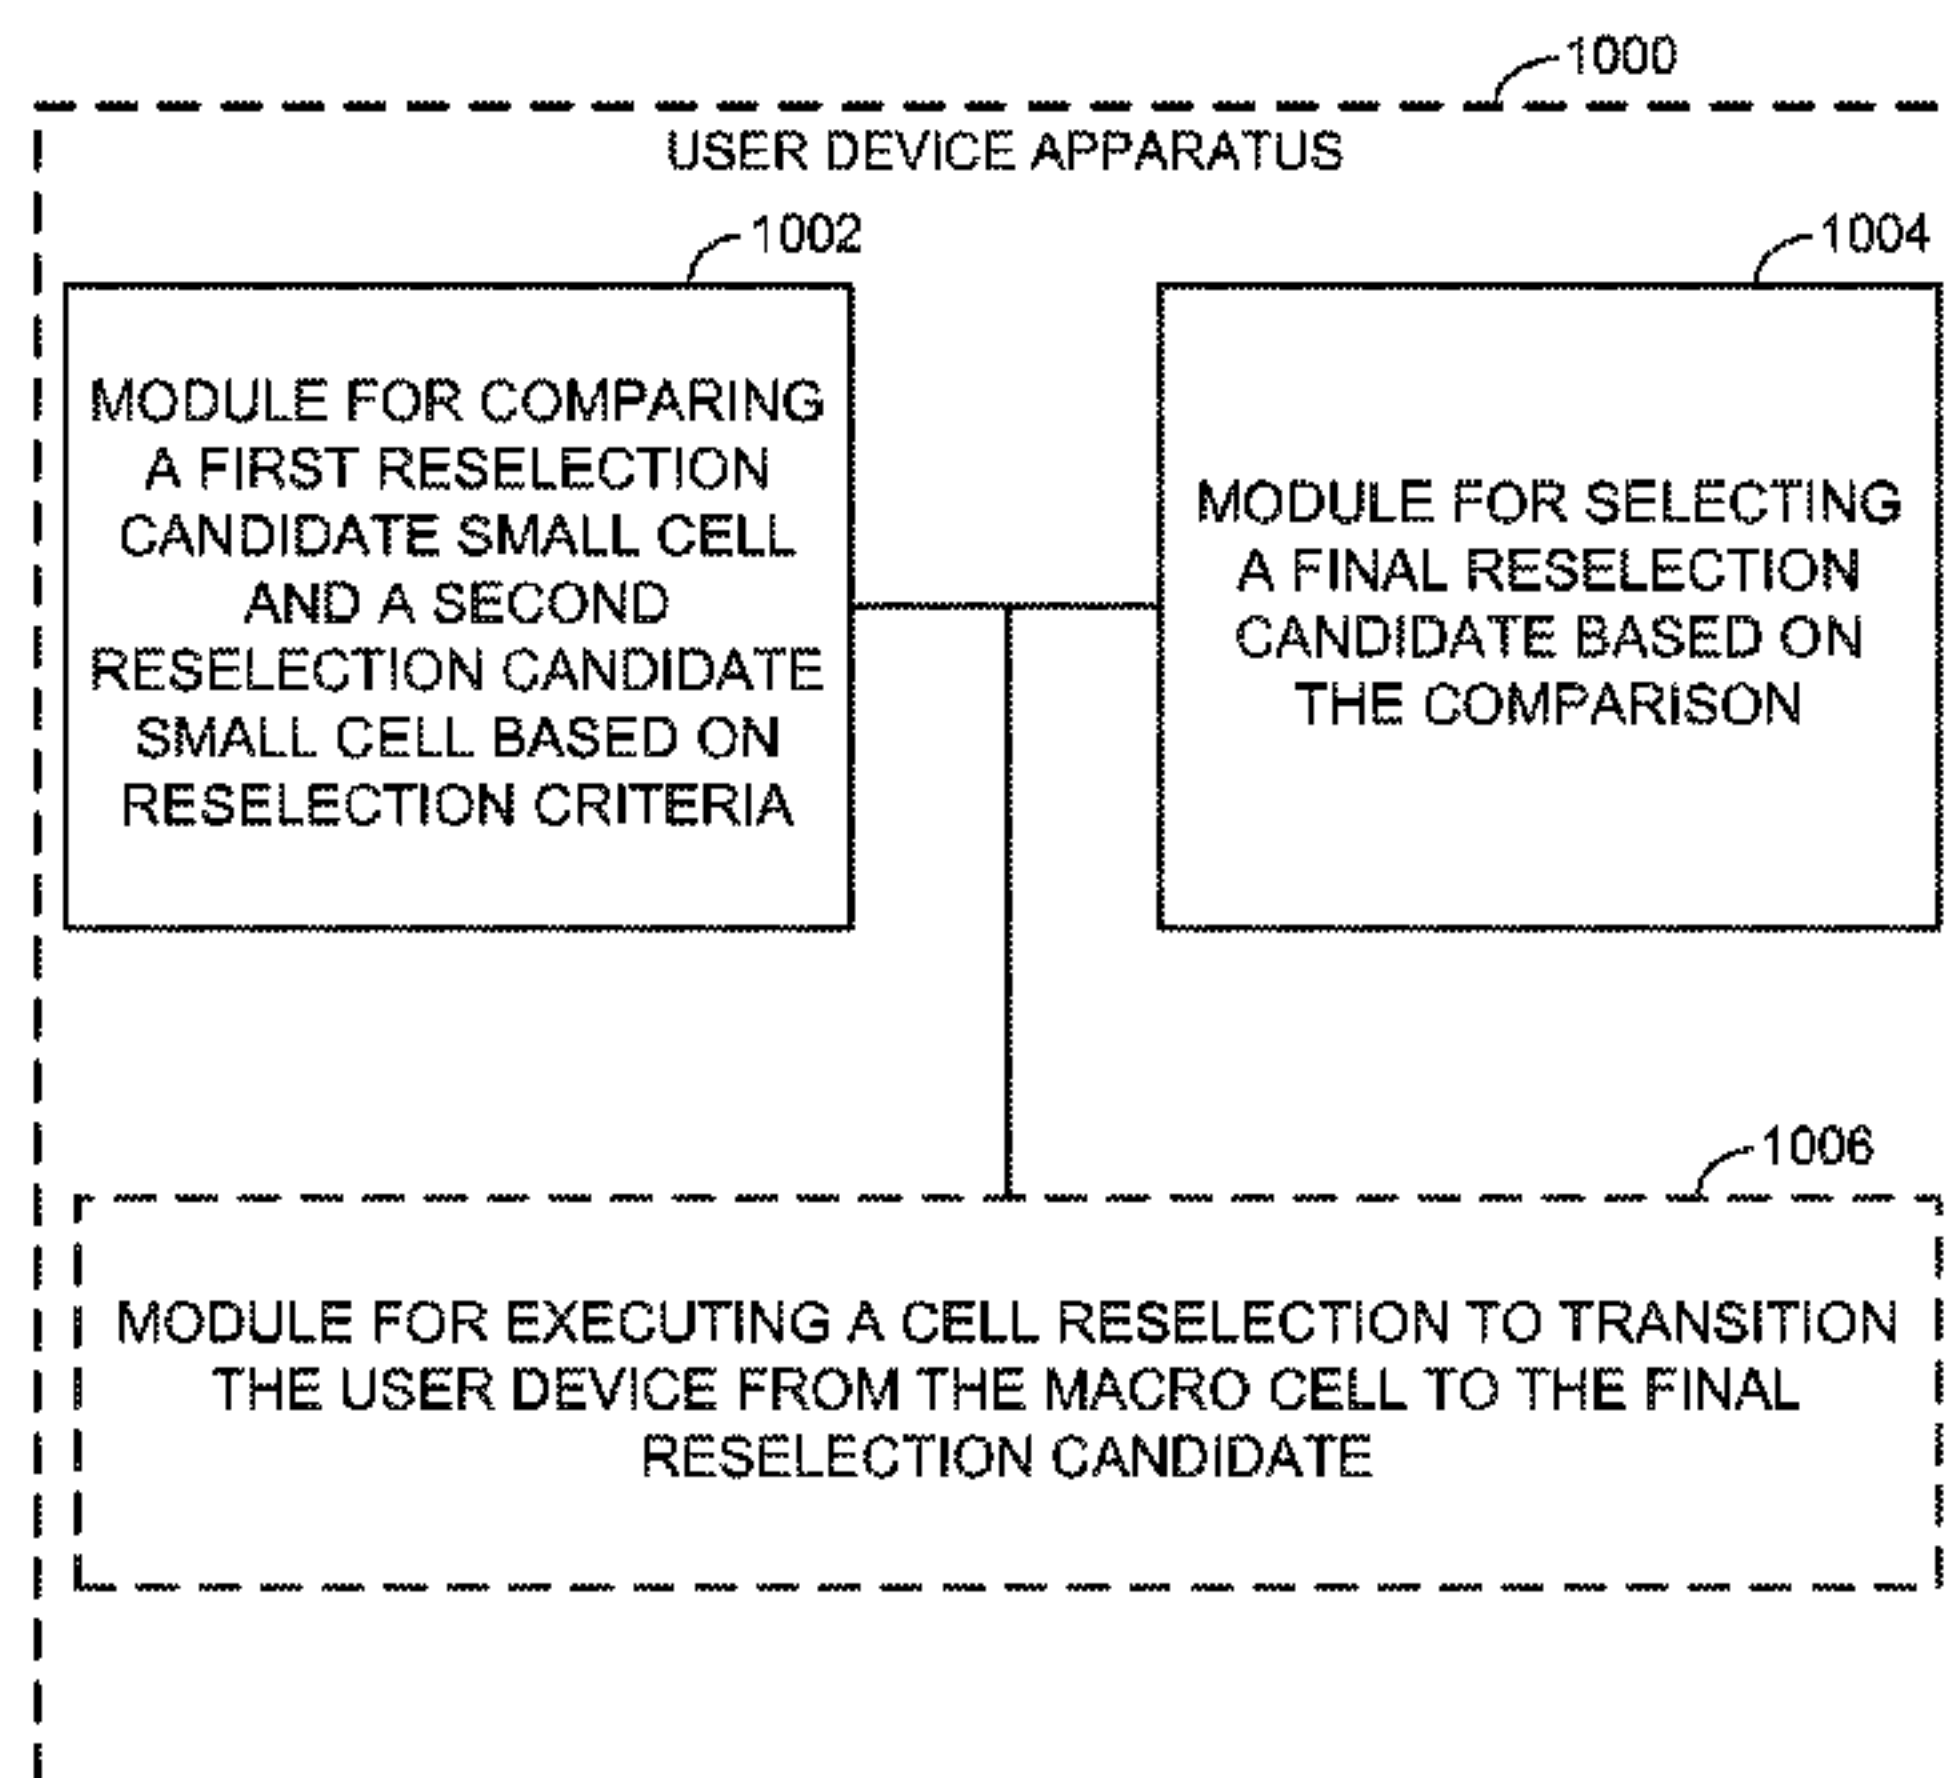 1000
USER DEVICE APPARATUS
1002
1004
MODULE FOR COMPARING
A FIRST RESELECTION
CANDIDATE SMALL CELL
AND A SECOND
RESELECTION CANDIDATE
SMALL CELL BASED ON
RESELECTION CRITERIA
MODULE FOR SELECTING
A FINAL RESELECTION
CANDIDATE BASED ON
THE COMPARISON
1006
MODULE FOR EXECUTING A CELL RESELECTION TO TRANSITION
THE USER DEVICE FROM THE MACRO CELL TO THE FINAL
RESELECTION CANDIDATE